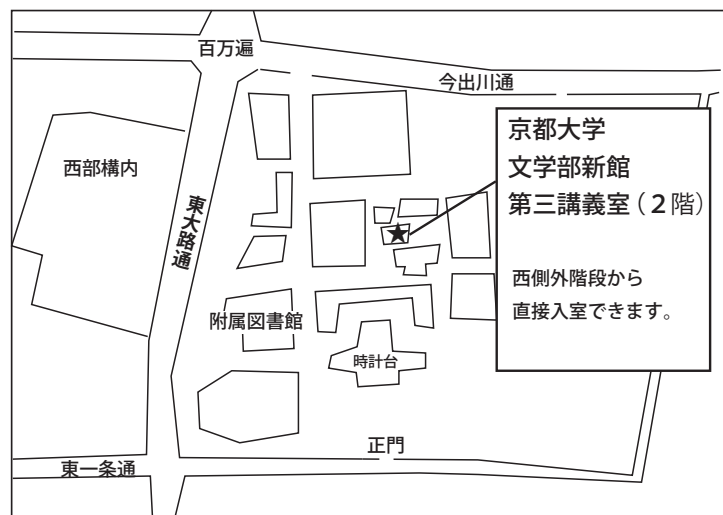 百万遍
今出川通
京都大学
文学部新館
第三講義室（２階）
西側外階段から
直接入室できます。
西部構内
東大路通
附属図書館
時計台
正門
東一条通